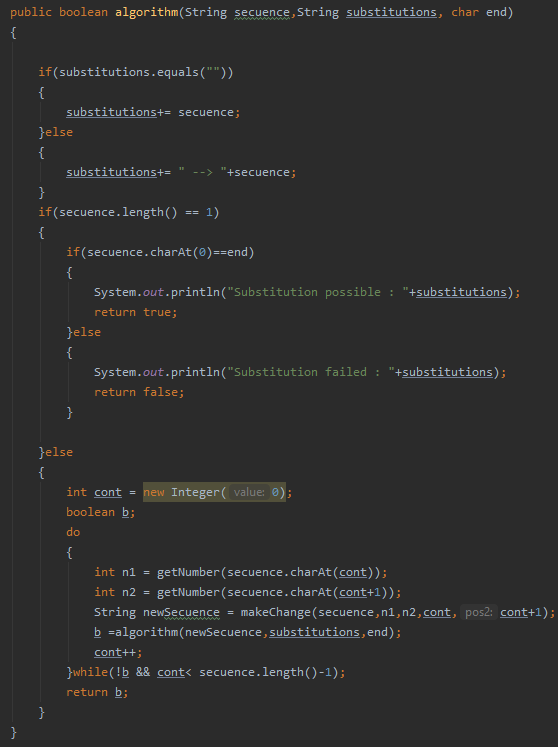 public boolean algorithm(String secuence,String substitutions, char end)
{
if(substitutions.equals(""))
{
substitutions+= secuence;
}else
{
substitutions+= " --> "+secuence;
}
if(secuence.length() == 1)
{
if(secuence.charAt(0)==end)
{
System.out.println("Substitution possible : "+substitutions);
return true;
}else
{
System.out.println("Substitution failed : "+substitutions);
return false;
}
}else
{
int cont = new Integer( value: 0);
boolean b;
do
{
int n1 = getNumber(secuence.charAt(cont));
int n2 = getNumber(secuence.charAt(cont+1));
String newSecuence = makeChange(secuence,n1,n2,cont, pos2: cont+1);
b =algorithm(newSecuence,substitutions,end);
cont++;
}while(!b && cont< secuence.length()-1);
return b;
}
}